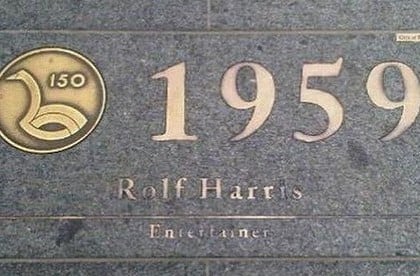 150
1959
Rolf Harris
Entertainer